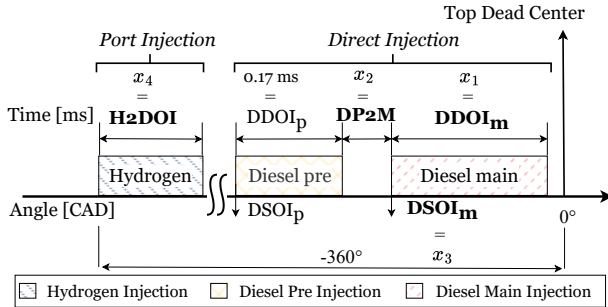 Top Dead Center
Port Injection Direct Injection
x₄ 0.17 ms x₂ x₁
= = = =
Time [ms] H2DOI DDOIₚ DP2M DDOIₘ
Hydrogen Diesel pre Diesel main
Angle [CAD] DSOIₚ DSOIₘ 0°
=
-360° x₃
Hydrogen Injection Diesel Pre Injection Diesel Main Injection